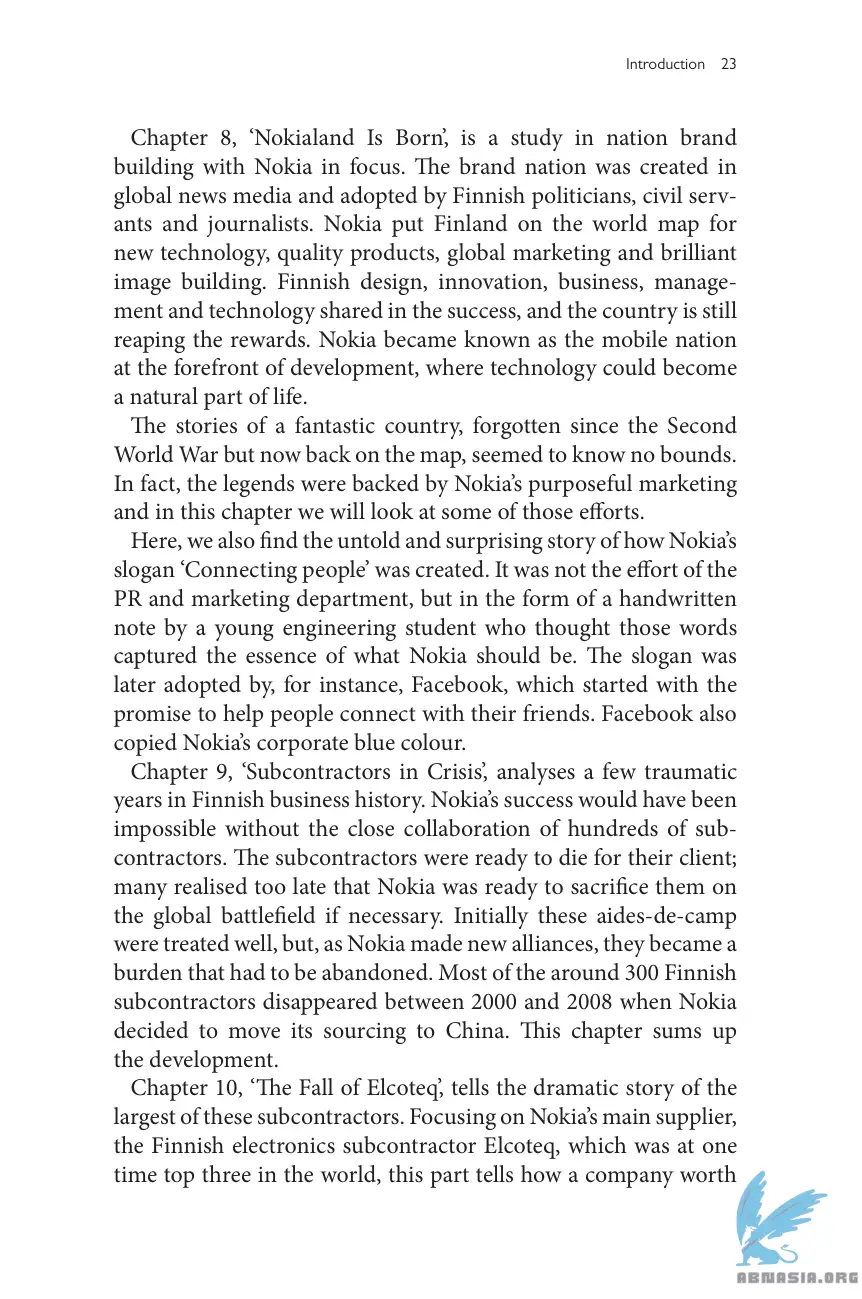 Introduction 23
Chapter 8, ‘Nokialand Is Born’, is a study in nation brand
building with Nokia in focus. The brand nation was created in
global news media and adopted by Finnish politicians, civil serv-
ants and journalists. Nokia put Finland on the world map for
new technology, quality products, global marketing and brilliant
image building. Finnish design, innovation, business, manage-
ment and technology shared in the success, and the country is still
reaping the rewards. Nokia became known as the mobile nation
at the forefront of development, where technology could become
a natural part of life.
The stories of a fantastic country, forgotten since the Second
World War but now back on the map, seemed to know no bounds.
In fact, the legends were backed by Nokia’s purposeful marketing
and in this chapter we will look at some of those efforts.
Here, we also find the untold and surprising story of how Nokia’s
slogan ‘Connecting people’ was created. It was not the effort of the
PR and marketing department, but in the form of a handwritten
note by a young engineering student who thought those words
captured the essence of what Nokia should be. The slogan was
later adopted by, for instance, Facebook, which started with the
promise to help people connect with their friends. Facebook also
copied Nokia’s corporate blue colour.
Chapter 9, ‘Subcontractors in Crisis’, analyses a few traumatic
years in Finnish business history. Nokia’s success would have been
impossible without the close collaboration of hundreds of sub-
contractors. The subcontractors were ready to die for their client;
many realised too late that Nokia was ready to sacrifice them on
the global battlefield if necessary. Initially these aides-de-camp
were treated well, but, as Nokia made new alliances, they became a
burden that had to be abandoned. Most of the around 300 Finnish
subcontractors disappeared between 2000 and 2008 when Nokia
decided to move its sourcing to China. This chapter sums up
the development.
Chapter 10, ‘The Fall of Elcoteq’, tells the dramatic story of the
largest of these subcontractors. Focusing on Nokia’s main supplier,
the Finnish electronics subcontractor Elcoteq, which was at one
time top three in the world, this part tells how a company worth
ABNASIA.ORG